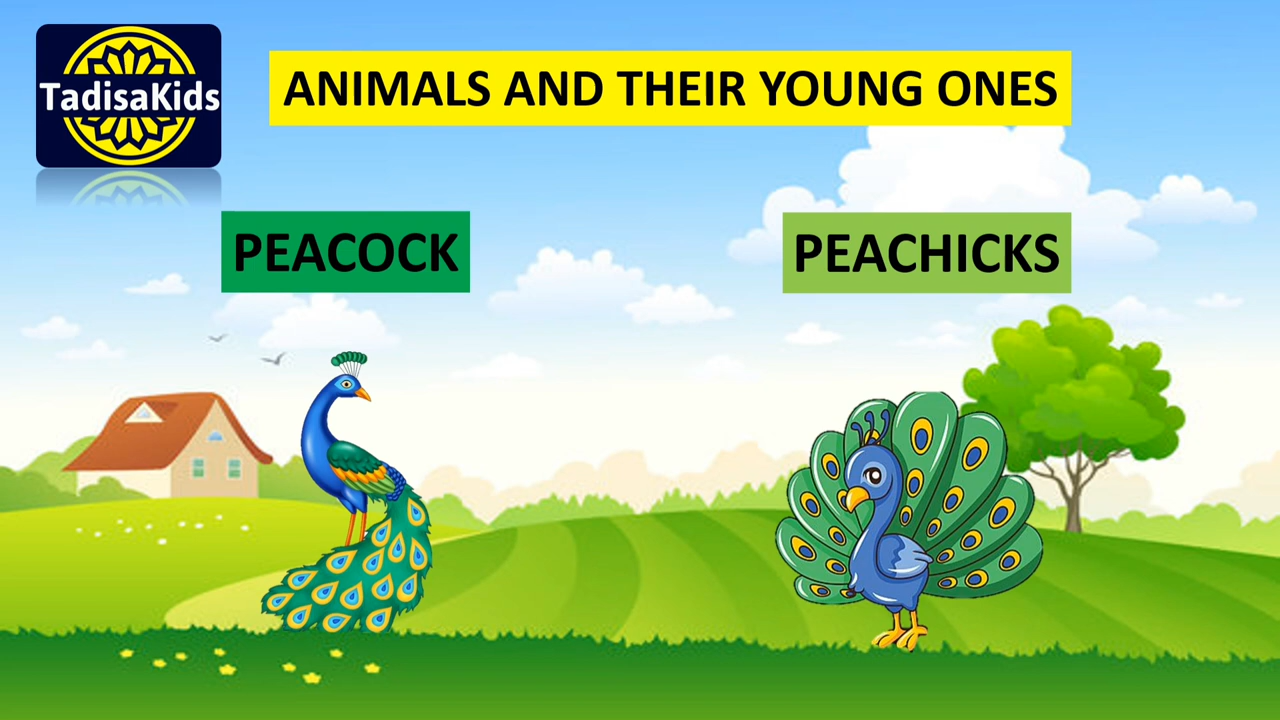 TadisaKids
ANIMALS AND THEIR YOUNG ONES
PEACOCK
PEACHICKS